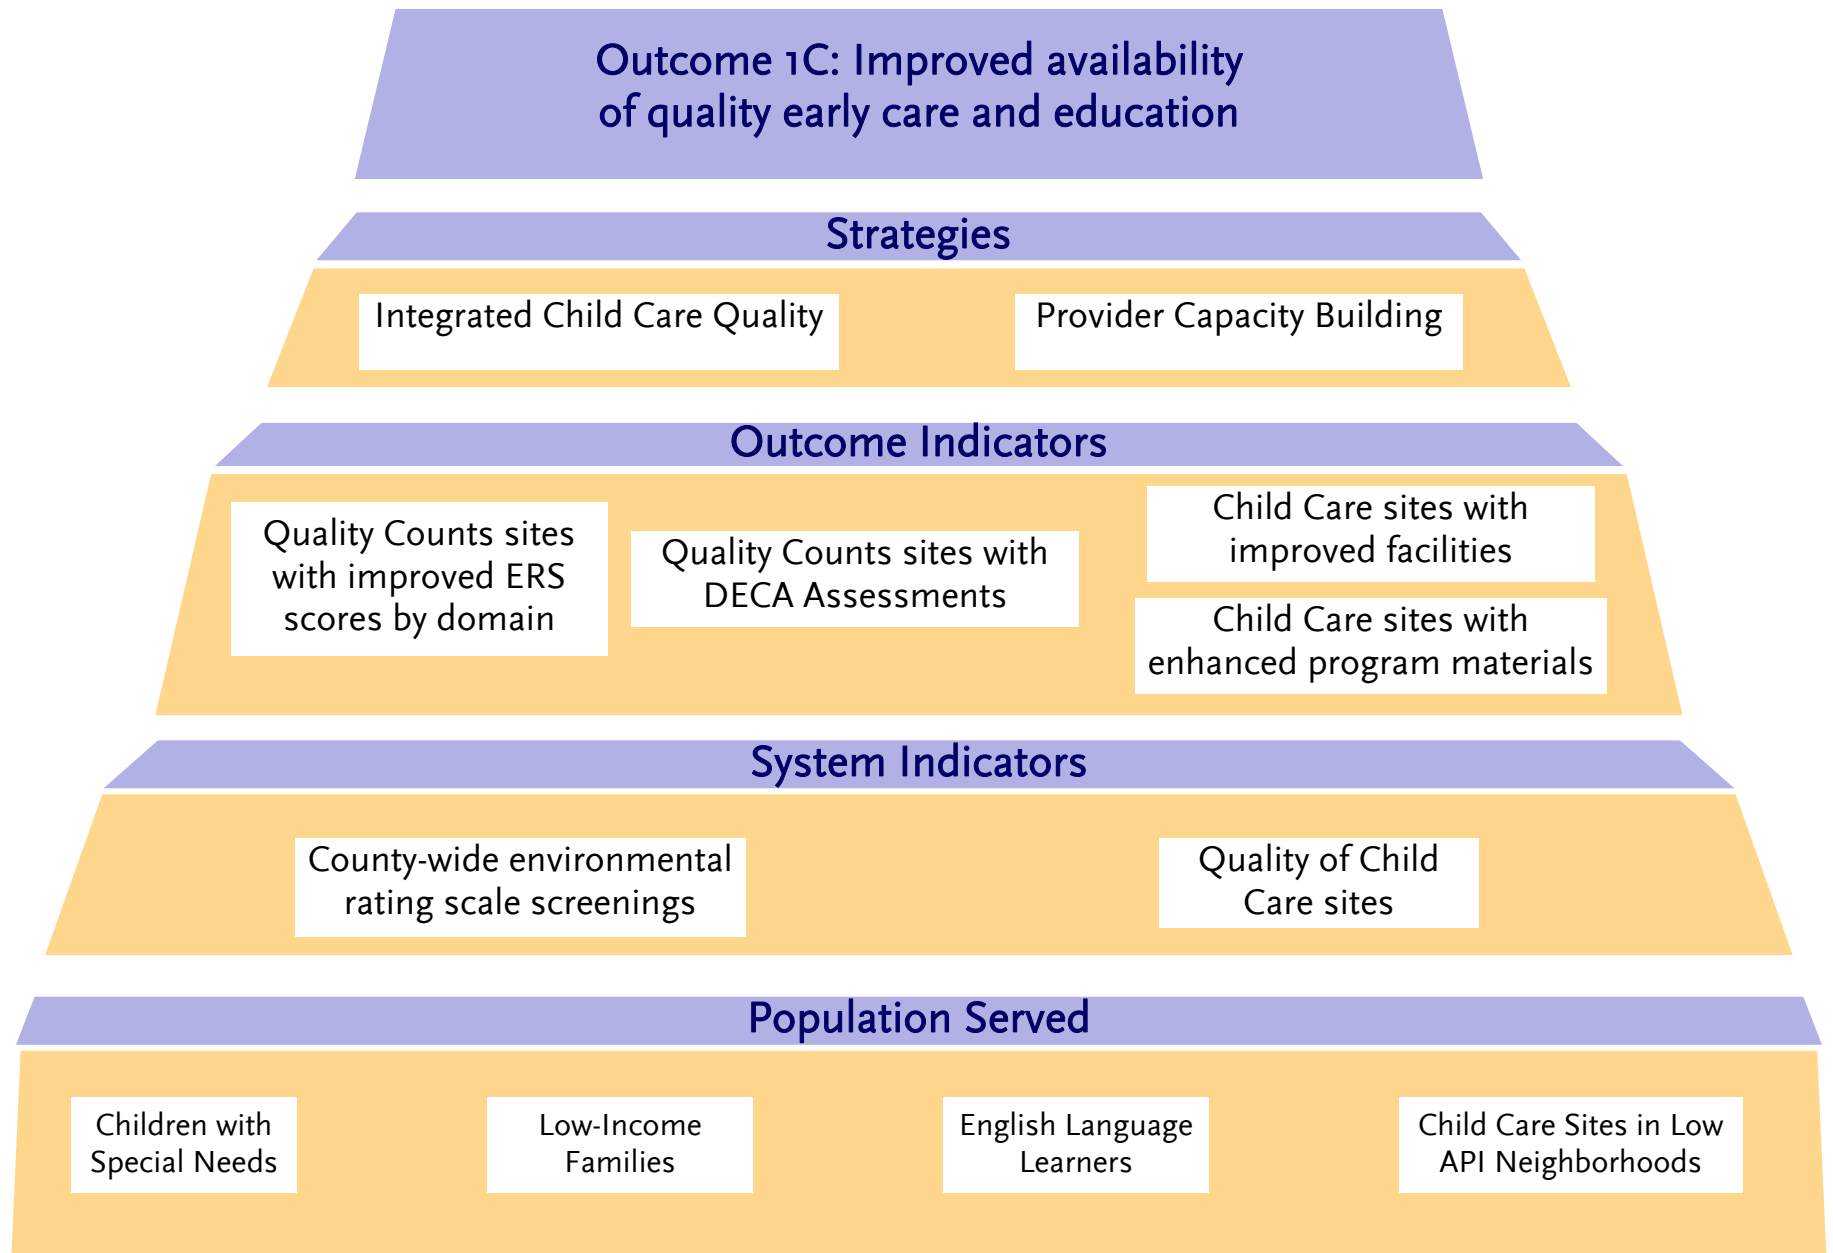 Outcome 1C: Improved availability
of quality early care and education
Strategies
Integrated Child Care Quality
Provider Capacity Building
Outcome Indicators
Quality Counts sites
with improved ERS
scores by domain
Quality Counts sites with
DECA Assessments
Child Care sites with
improved facilities
Child Care sites with
enhanced program materials
System Indicators
County-wide environmental
rating scale screenings
Quality of Child
Care sites
Population Served
Children with
Special Needs
Low-Income
Families
English Language
Learners
Child Care Sites in Low
API Neighborhoods